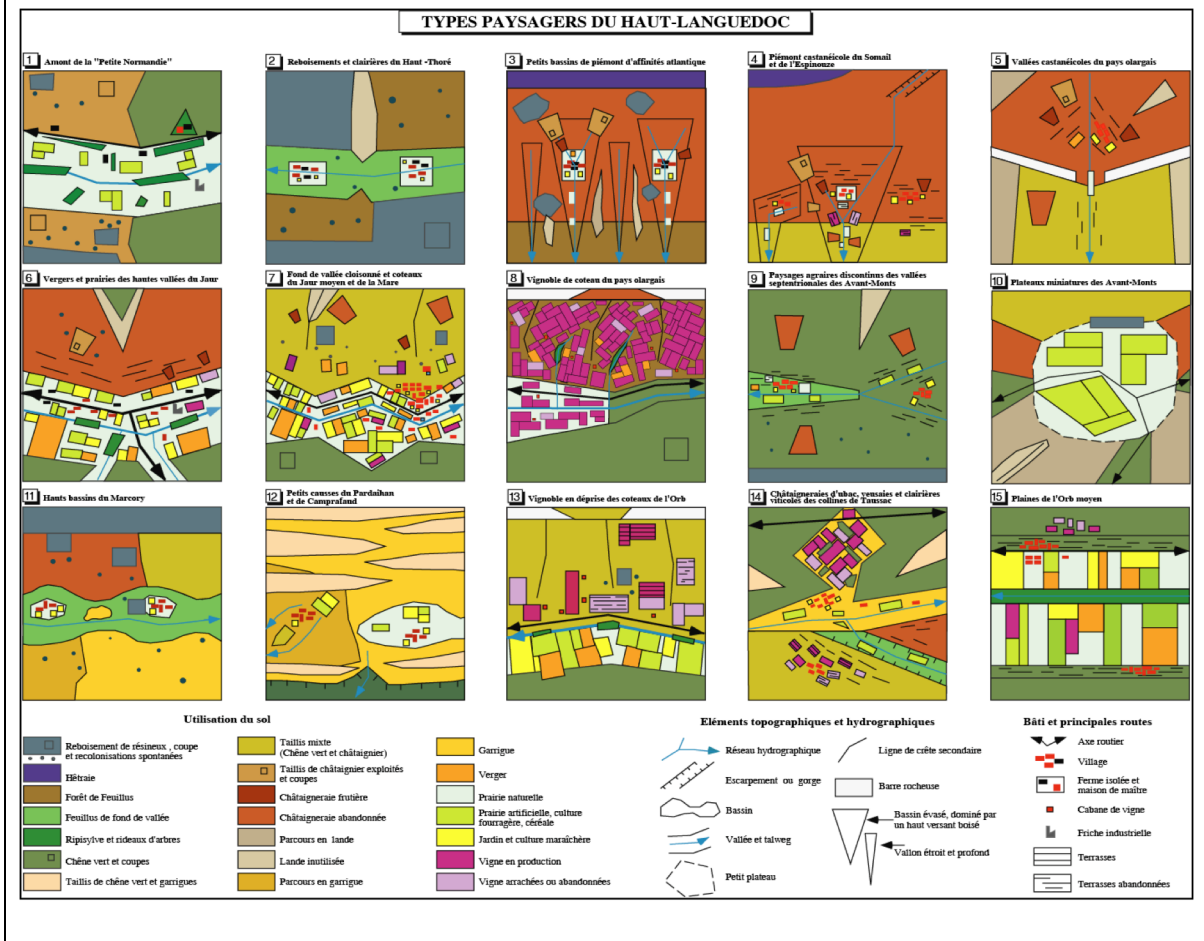 TYPES PAYSAGERS DU HAUT-LANGUEDOC
1 Amont de la "Petite Normandie"
2 Reboisements et clairières du Haut -Thoré
3 Petits bassins de piémont d'affinités atlantique
4 Piémont castanéicole du Somail
et de l'Espinouze
5 Vallées castanéicoles du pays olargais
6 Vergers et prairies des hautes vallées du Jaur
7 Fond de vallée cloisonné et coteaux
du Jaur moyen et de la Mare
8 Vignoble de coteau du pays olargais
9 Paysages agraires discontinus des vallées
septentrionales des Avant-Monts
10 Plateaux miniatures des Avant-Monts
11 Hauts bassins du Marcory
12 Petits causses du Pardailhan
et de Camprafaud
13 Vignoble en déprise des coteaux de l'Orb
14 Châtaigneraies d'ubac, yeusaies et clairières
viticoles des collines de Taussac
15 Plaines de l'Orb moyen
Utilisation du sol
Reboisement de résineux , coupe
et recolonisations spontanées
Hêtraie
Forêt de Feuillus
Feuillus de fond de vallée
Ripisylve et rideaux d'arbres
Chêne vert et coupes
Taillis de chêne vert et garrigues
Taillis mixte
(Chêne vert et châtaignier)
Taillis de châtaignier exploités
et coupes
Châtaigneraie frutière
Châtaigneraie abandonnée
Parcours en lande
Lande inutilisée
Parcours en garrigue
Garrigue
Verger
Prairie naturelle
Prairie artificielle, culture
fourragère, céréale
Jardin et culture maraîchère
Vigne en production
Vigne arrachées ou abandonnées
Eléments topographiques et hydrographiques
Réseau hydrographique
Escarpement ou gorge
Bassin
Vallée et talweg
Petit plateau
Ligne de crête secondaire
Barre rocheuse
Bassin évasé, dominé par
un haut versant boisé
Vallon étroit et profond
Bâti et principales routes
Axe routier
Village
Ferme isolée et
maison de maître
Cabane de vigne
Friche industrielle
Terrasses
Terrasses abandonnées